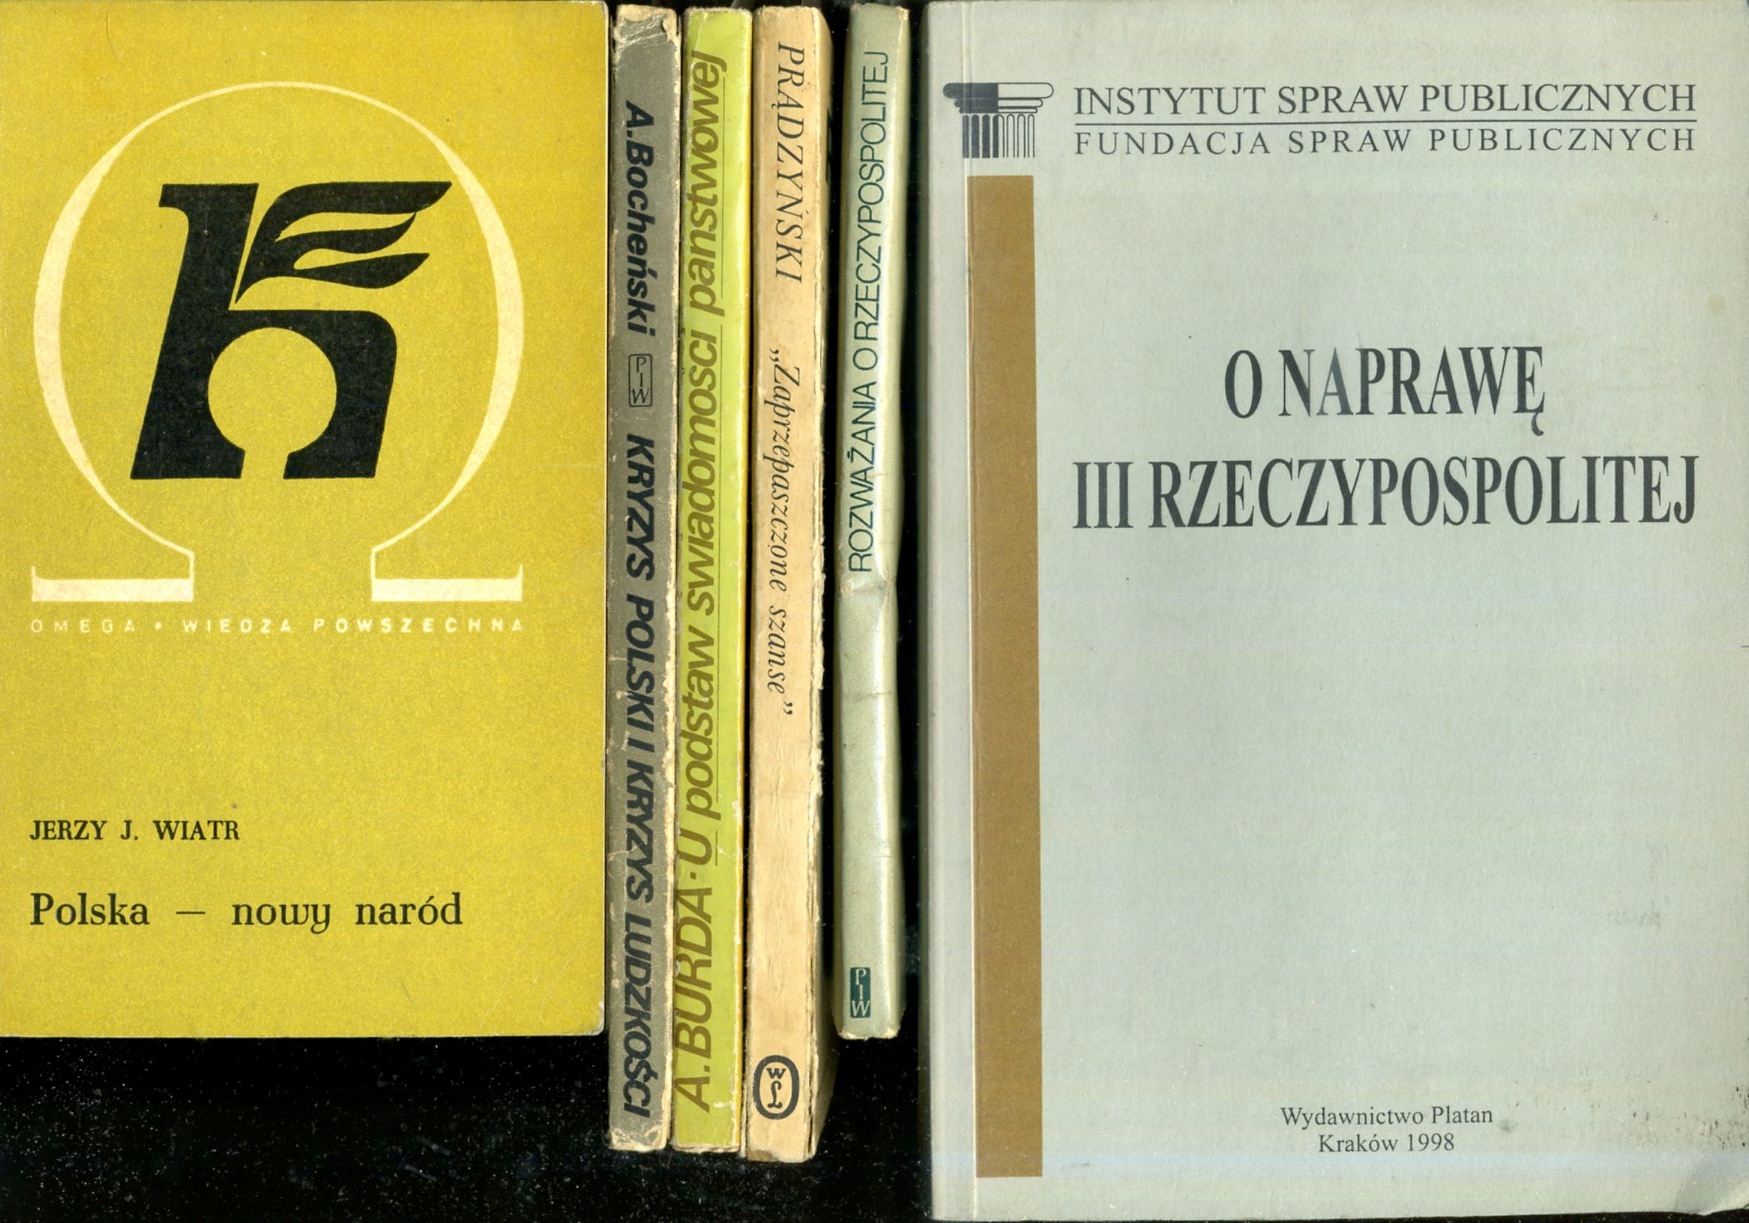 OMEGA • WIEDZA POWSZECHNA
JERZY J. WIATR
Polska — nowy naród
A. Bocheński PIW KRYZYS POLSKI I KRYZYS LUDZKOŚCI
A. BURDA · U podstaw świadomości państwowej
PRĄDZYŃSKI „Zaprzepaszczone szanse” WL
ROZWAŻANIA O RZECZYPOSPOLITEJ PIW
INSTYTUT SPRAW PUBLICZNYCH
FUNDACJA SPRAW PUBLICZNYCH
O NAPRAWĘ
III RZECZYPOSPOLITEJ
Wydawnictwo Platan
Kraków 1998